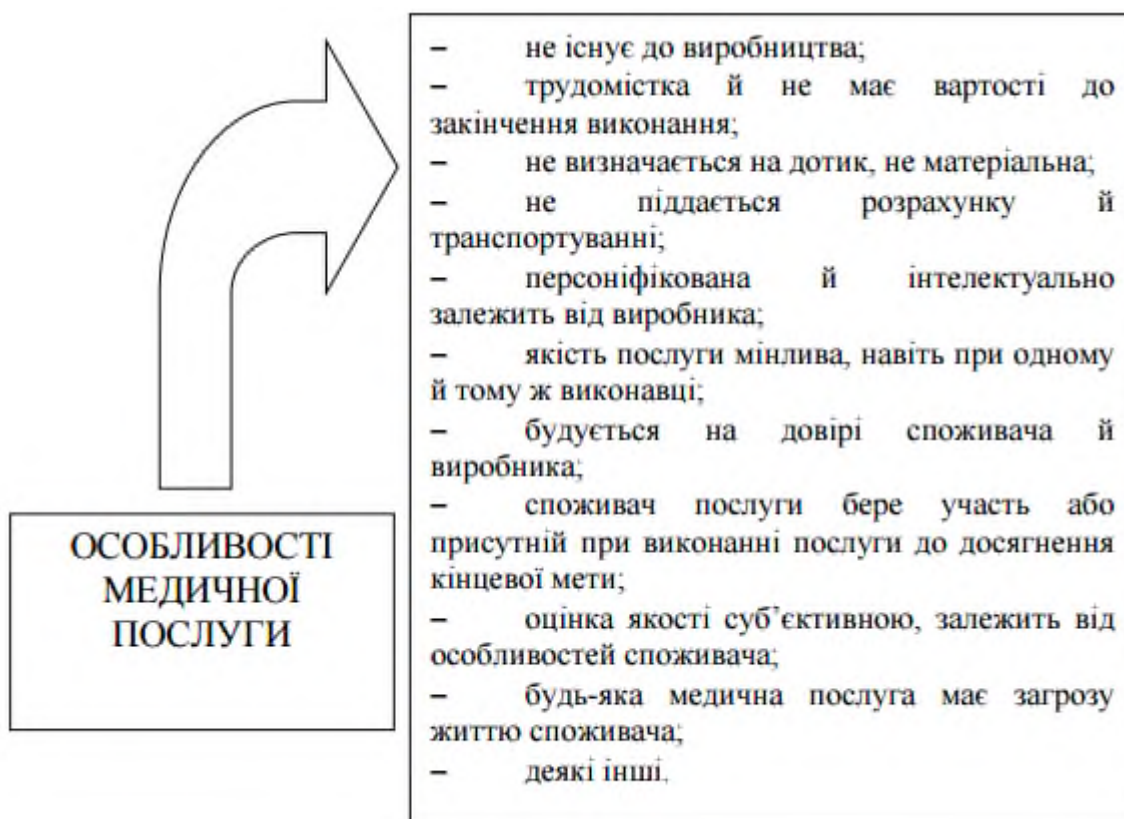 – не існує до виробництва;
– трудомістка й не має вартості до
закінчення виконання;
– не визначається на дотик, не матеріальна;
– не піддається розрахунку й
транспортуванні;
– персоніфікована й інтелектуально
залежить від виробника;
– якість послуги мінлива, навіть при одному
й тому ж виконавці;
– будується на довірі споживача й
виробника;
– споживач послуги бере участь або
присутній при виконанні послуги до досягнення
кінцевої мети;
– оцінка якості суб’єктивною, залежить від
особливостей споживача;
– будь-яка медична послуга має загрозу
життю споживача;
– деякі інші.
ОСОБЛИВОСТІ
МЕДИЧНОЇ
ПОСЛУГИ